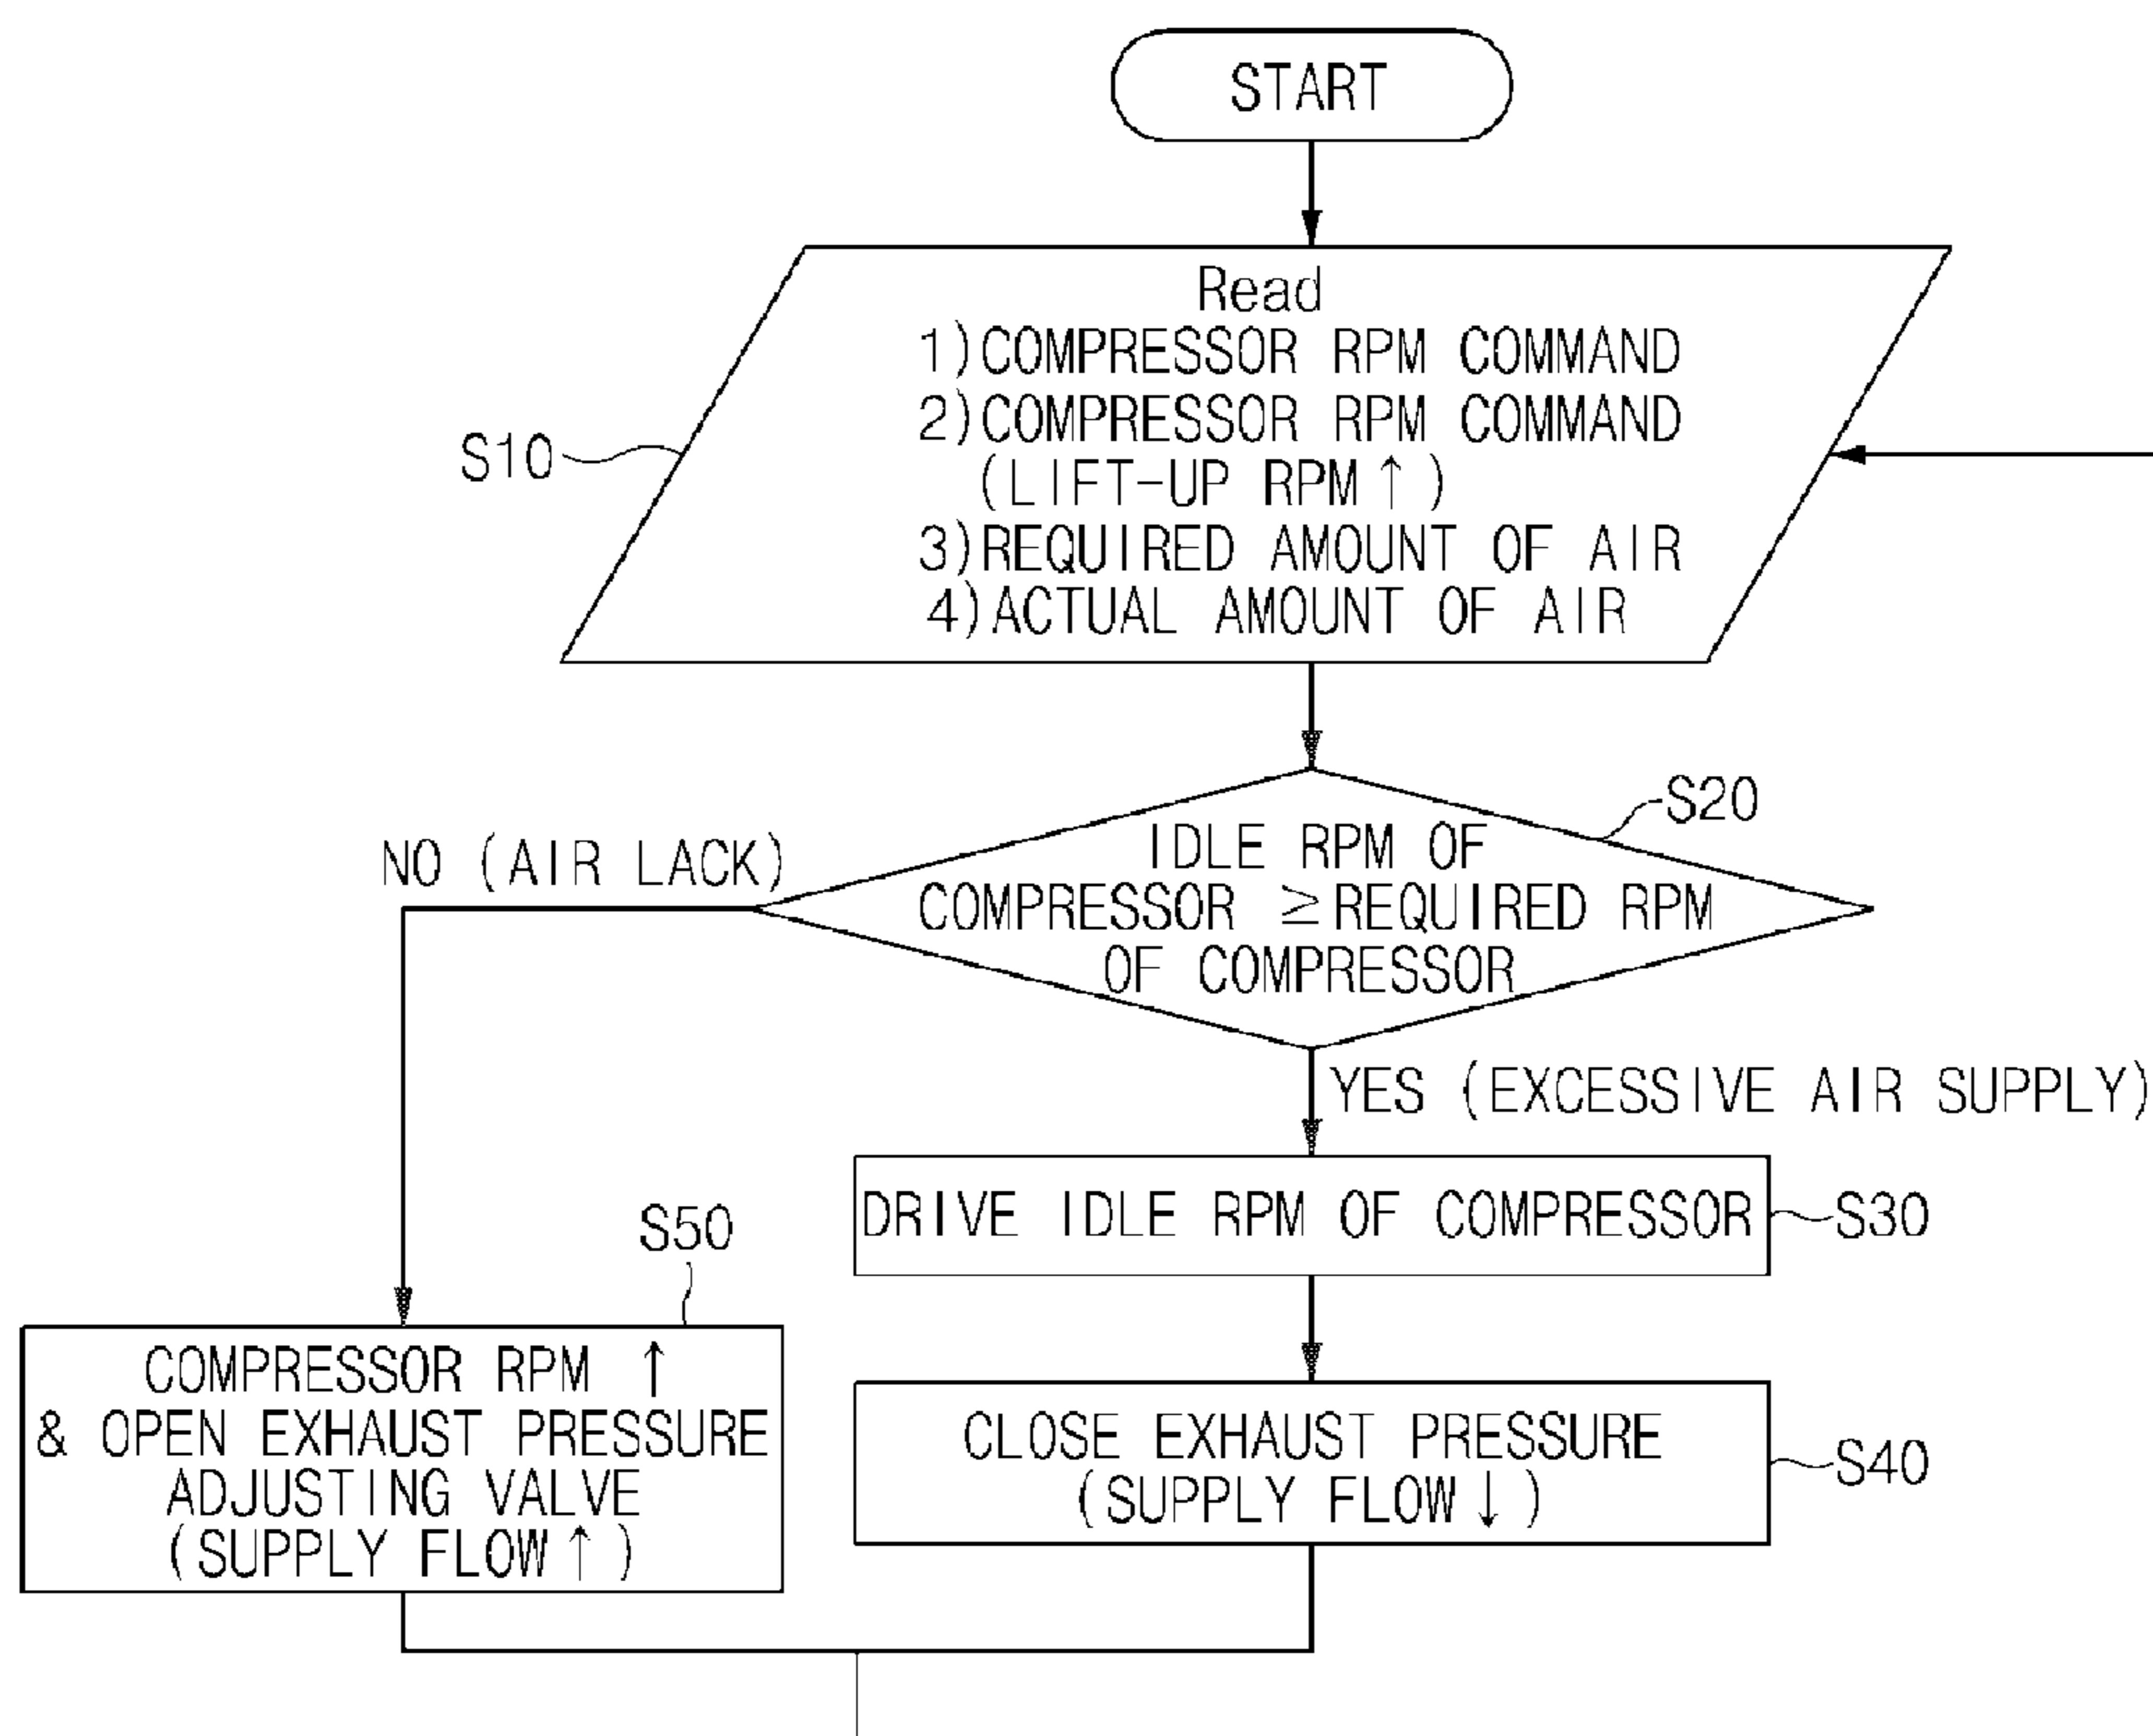 START
Read
1)COMPRESSOR RPM COMMAND
2)COMPRESSOR RPM COMMAND
(LIFT-UP RPM↑)
3)REQUIRED AMOUNT OF AIR
4)ACTUAL AMOUNT OF AIR
S10
S20
IDLE RPM OF
COMPRESSOR ≥REQUIRED RPM
OF COMPRESSOR
NO (AIR LACK)
YES (EXCESSIVE AIR SUPPLY)
DRIVE IDLE RPM OF COMPRESSOR
S30
S50
COMPRESSOR RPM ↑
& OPEN EXHAUST PRESSURE
ADJUSTING VALVE
(SUPPLY FLOW↑)
CLOSE EXHAUST PRESSURE
(SUPPLY FLOW↓)
S40